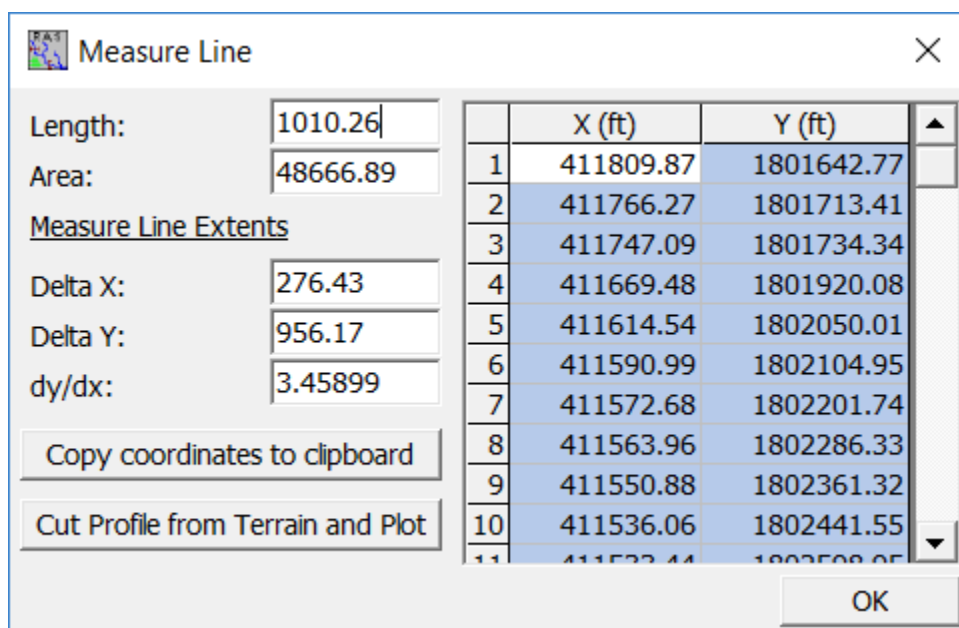 RAS
Measure Line
Length: 1010.26
Area: 48666.89
Measure Line Extents
Delta X: 276.43
Delta Y: 956.17
dy/dx: 3.45899
Copy coordinates to clipboard
Cut Profile from Terrain and Plot
X (ft) Y (ft)
1 411809.87 1801642.77
2 411766.27 1801713.41
3 411747.09 1801734.34
4 411669.48 1801920.08
5 411614.54 1802050.01
6 411590.99 1802104.95
7 411572.68 1802201.74
8 411563.96 1802286.33
9 411550.88 1802361.32
10 411536.06 1802441.55
11
OK